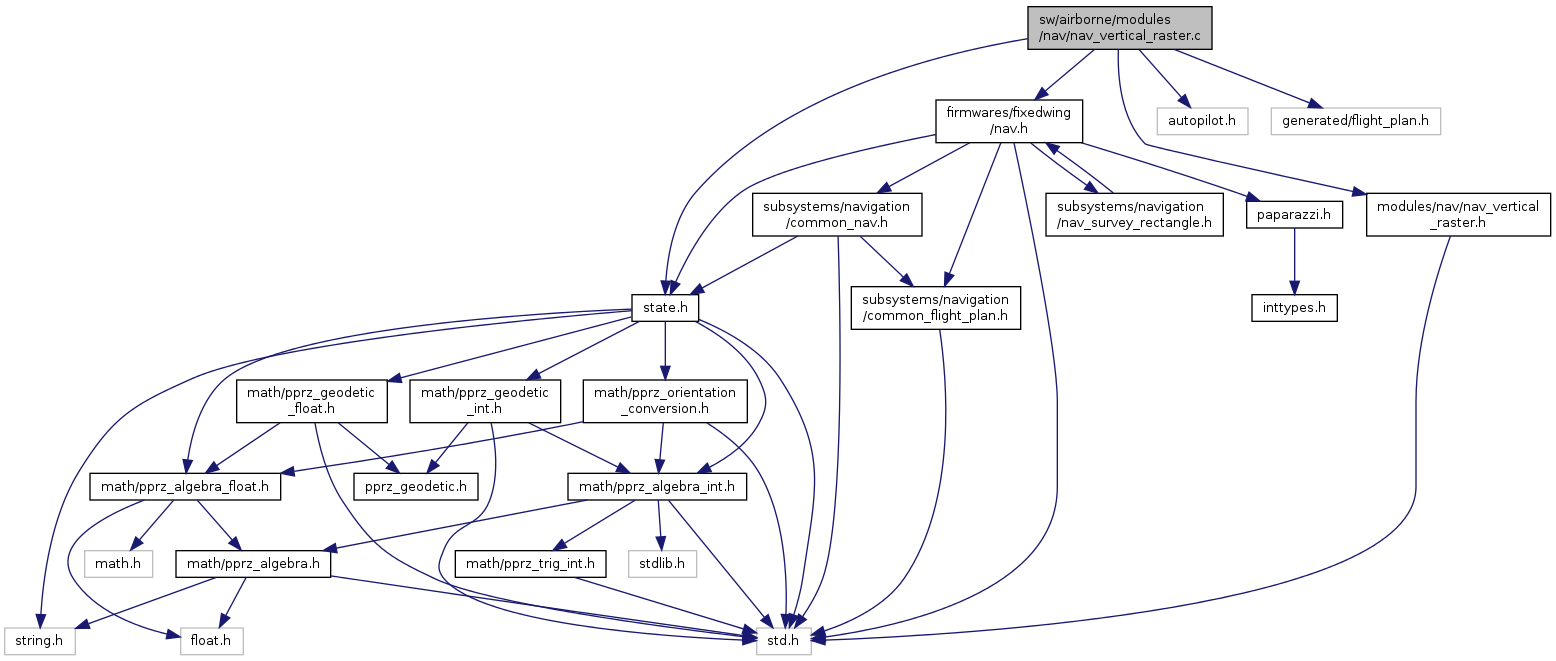 sw/airborne/modules
/nav/nav_vertical_raster.c
firmwares/fixedwing
/nav.h
autopilot.h
generated/flight_plan.h
subsystems/navigation
/common_nav.h
subsystems/navigation
/nav_survey_rectangle.h
paparazzi.h
modules/nav/nav_vertical
_raster.h
state.h
subsystems/navigation
/common_flight_plan.h
inttypes.h
math/pprz_geodetic
_float.h
math/pprz_geodetic
_int.h
math/pprz_orientation
_conversion.h
math/pprz_algebra_float.h
pprz_geodetic.h
math/pprz_algebra_int.h
math.h
math/pprz_algebra.h
math/pprz_trig_int.h
stdlib.h
string.h
float.h
std.h